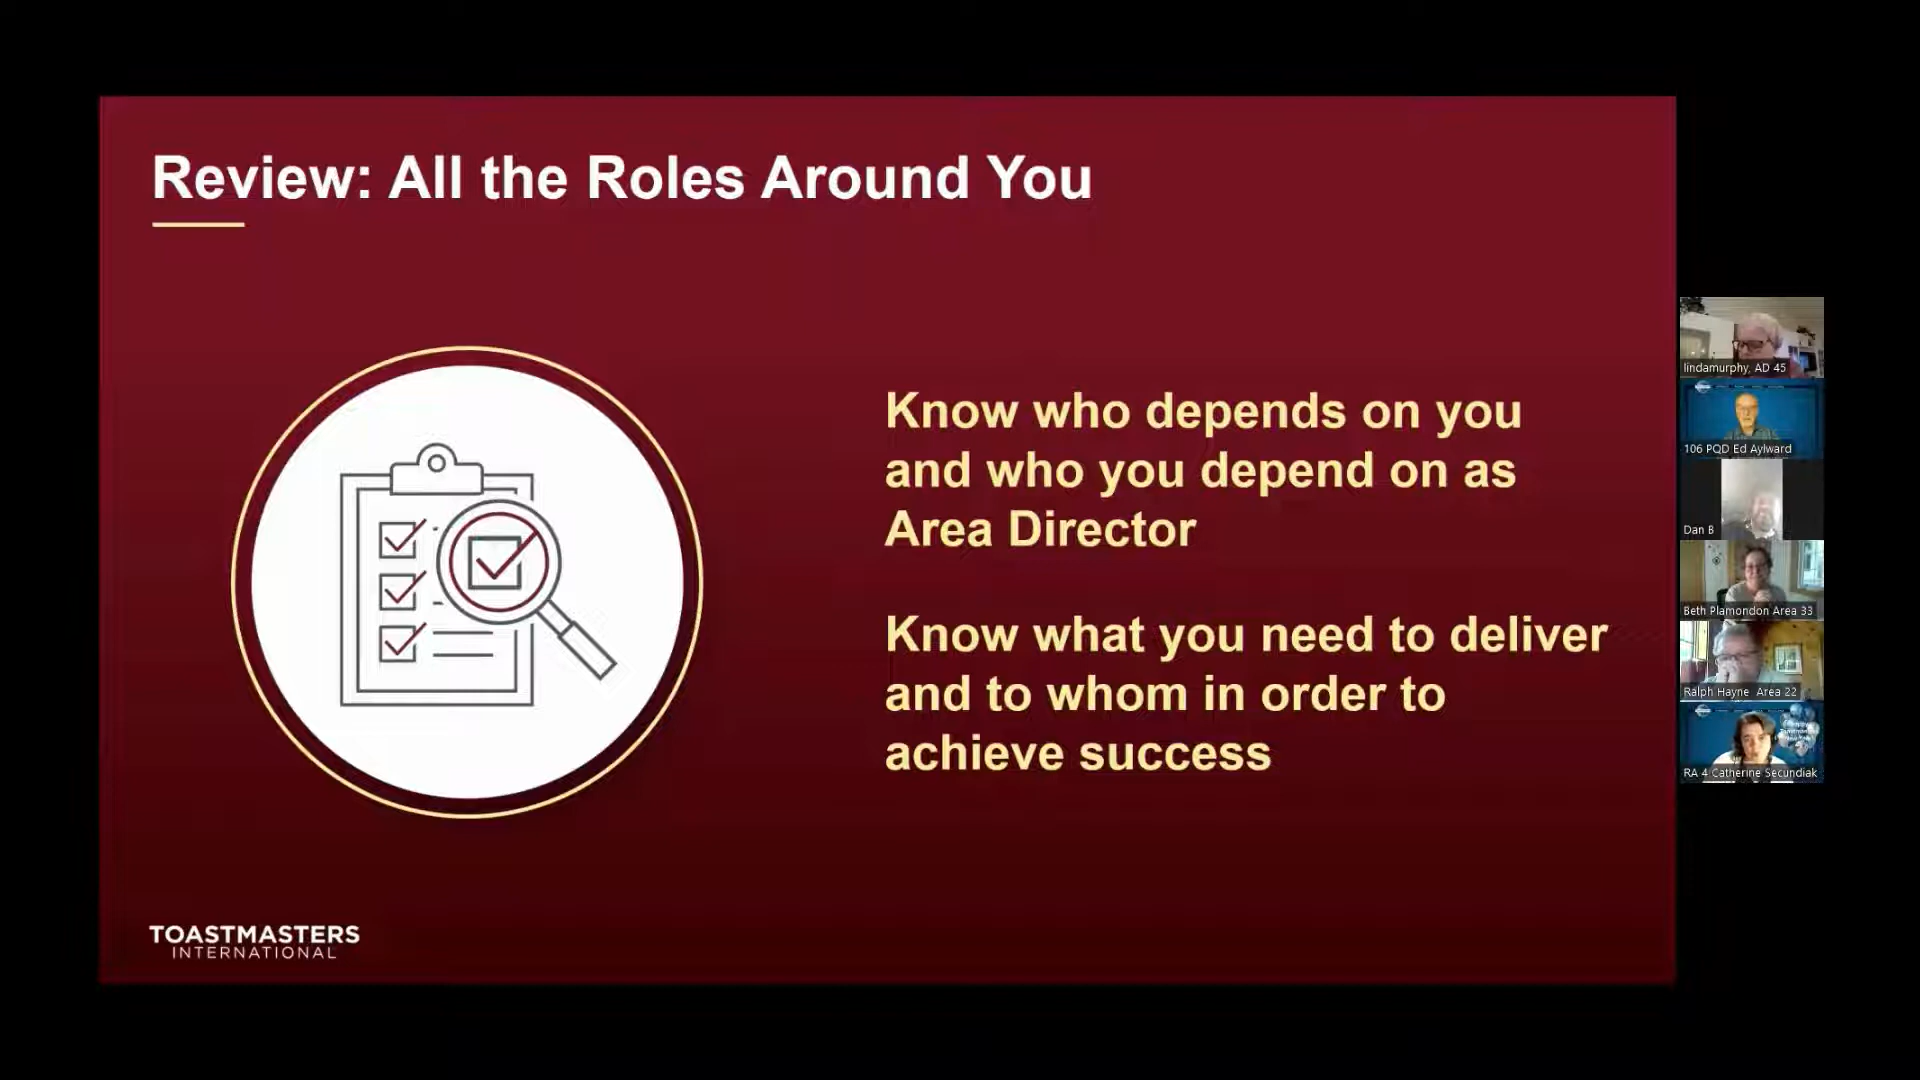 Review: All the Roles Around You
Know who depends on you
and who you depend on as
Area Director
Know what you need to deliver
and to whom in order to
achieve success
TOASTMASTERS
INTERNATIONAL
lindamurphy, AD 45
106 PQD Ed Aylward
Dan B
Beth Plamondon Area 33
Ralph Hayne Area 22
RA 4 Catherine Secundiak